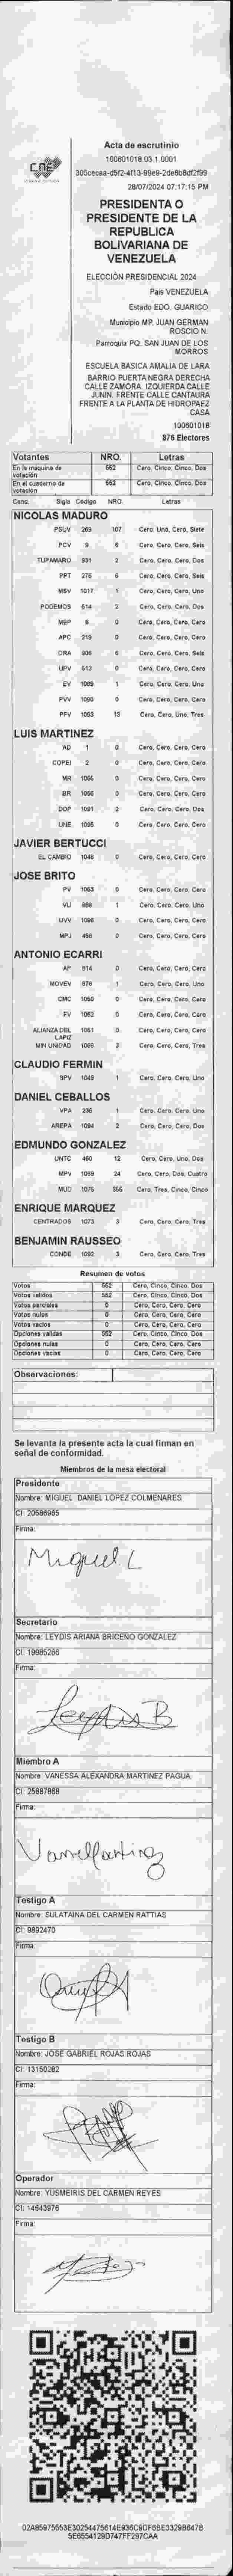 CNE
Acta de escrutinio
100601018.03.1.0001
28/07/2024 07:17:15 PM
PRESIDENTA O
PRESIDENTE DE LA
REPUBLICA
BOLIVARIANA DE
VENEZUELA
ELECCIÓN PRESIDENCIAL 2024
País VENEZUELA
Estado EDO. GUARICO
Municipio MP. JUAN GERMAN
ROSCIO N.
Parroquia PQ. SAN JUAN DE LOS
MORROS
ESCUELA BASICA AMALIA DE LARA
BARRIO PUERTA NEGRA DERECHA
CALLE ZAMORA. IZQUIERDA CALLE
JUNIN. FRENTE CALLE CANTAURA
FRENTE A LA PLANTA DE HIDROPAEZ
CASA
100601018
876 Electores
Votantes NRO. Letras
En la máquina de votación 552 Cero, Cinco, Cinco, Dos
En el cuaderno de votación 552 Cero, Cinco, Cinco, Dos
Cand. Sigla Código NRO. Letras
NICOLAS MADURO
PSUV 269 107 Cero, Uno, Cero, Siete
PCV 9 6 Cero, Cero, Cero, Seis
TUPAMARO 931 2 Cero, Cero, Cero, Dos
PPT 276 6 Cero, Cero, Cero, Seis
MSV 1017 1 Cero, Cero, Cero, Uno
PODEMOS 614 2 Cero, Cero, Cero, Dos
MEP 8 0 Cero, Cero, Cero, Cero
APC 219 0 Cero, Cero, Cero, Cero
ORA 906 6 Cero, Cero, Cero, Seis
UPV 613 0 Cero, Cero, Cero, Cero
EV 1089 1 Cero, Cero, Cero, Uno
PVV 1090 0 Cero, Cero, Cero, Cero
PFV 1093 13 Cero, Cero, Uno, Tres
LUIS MARTINEZ
AD 1 0 Cero, Cero, Cero, Cero
COPEI 2 0 Cero, Cero, Cero, Cero
MR 1065 0 Cero, Cero, Cero, Cero
BR 1056 0 Cero, Cero, Cero, Cero
DDP 1091 2 Cero, Cero, Cero, Dos
UNE 1095 0 Cero, Cero, Cero, Cero
JAVIER BERTUCCI
EL CAMBIO 1048 0 Cero, Cero, Cero, Cero
JOSE BRITO
PV 1063 0 Cero, Cero, Cero, Cero
VU 868 1 Cero, Cero, Cero, Uno
UVV 1096 0 Cero, Cero, Cero, Cero
MPJ 456 0 Cero, Cero, Cero, Cero
ANTONIO ECARRI
AP 814 0 Cero, Cero, Cero, Cero
MOVEV 876 1 Cero, Cero, Cero, Uno
CMC 1050 0 Cero, Cero, Cero, Cero
FV 1062 0 Cero, Cero, Cero, Cero
ALIANZA DEL LAPIZ 1051 0 Cero, Cero, Cero, Cero
MIN UNIDAD 1069 3 Cero, Cero, Cero, Tres
CLAUDIO FERMIN
SPV 1049 1 Cero, Cero, Cero, Uno
DANIEL CEBALLOS
VPA 236 1 Cero, Cero, Cero, Uno
AREPA 1094 2 Cero, Cero, Cero, Dos
EDMUNDO GONZALEZ
UNTC 460 12 Cero, Cero, Uno, Dos
MPV 1069 24 Cero, Cero, Dos, Cuatro
MUD 1075 355 Cero, Tres, Cinco, Cinco
ENRIQUE MARQUEZ
CENTRADOS 1073 3 Cero, Cero, Cero, Tres
BENJAMIN RAUSSEO
CONDE 1092 3 Cero, Cero, Cero, Tres
Resumen de votos
Votos 552 Cero, Cinco, Cinco, Dos
Votos válidos 552 Cero, Cinco, Cinco, Dos
Votos parciales 0 Cero, Cero, Cero, Cero
Votos nulos 0 Cero, Cero, Cero, Cero
Votos vacíos 0 Cero, Cero, Cero, Cero
Opciones válidas 552 Cero, Cinco, Cinco, Dos
Opciones nulas 0 Cero, Cero, Cero, Cero
Opciones vacías 0 Cero, Cero, Cero, Cero
Observaciones:
Se levanta la presente acta la cual firman en
señal de conformidad.
Miembros de la mesa electoral
Presidente
Nombre: MIGUEL DANIEL LOPEZ COLMENARES
CI: 20586985
Firma:
Miguel L
Secretario
Nombre: LEYDIS ARIANA BRICEÑO GONZALEZ
CI: 19985266
Firma:
Leydis B
Miembro A
Nombre: VANESSA ALEXANDRA MARTINEZ PAGUA
CI: 25887868
Firma:
Testigo A
Nombre: SULATAINA DEL CARMEN RATTIAS
CI: 9892470
Firma:
Testigo B
Nombre: JOSE GABRIEL ROJAS ROJAS
CI: 13150282
Firma:
Operador
Nombre: YUSMEIRIS DEL CARMEN REYES
CI: 14643976
Firma: